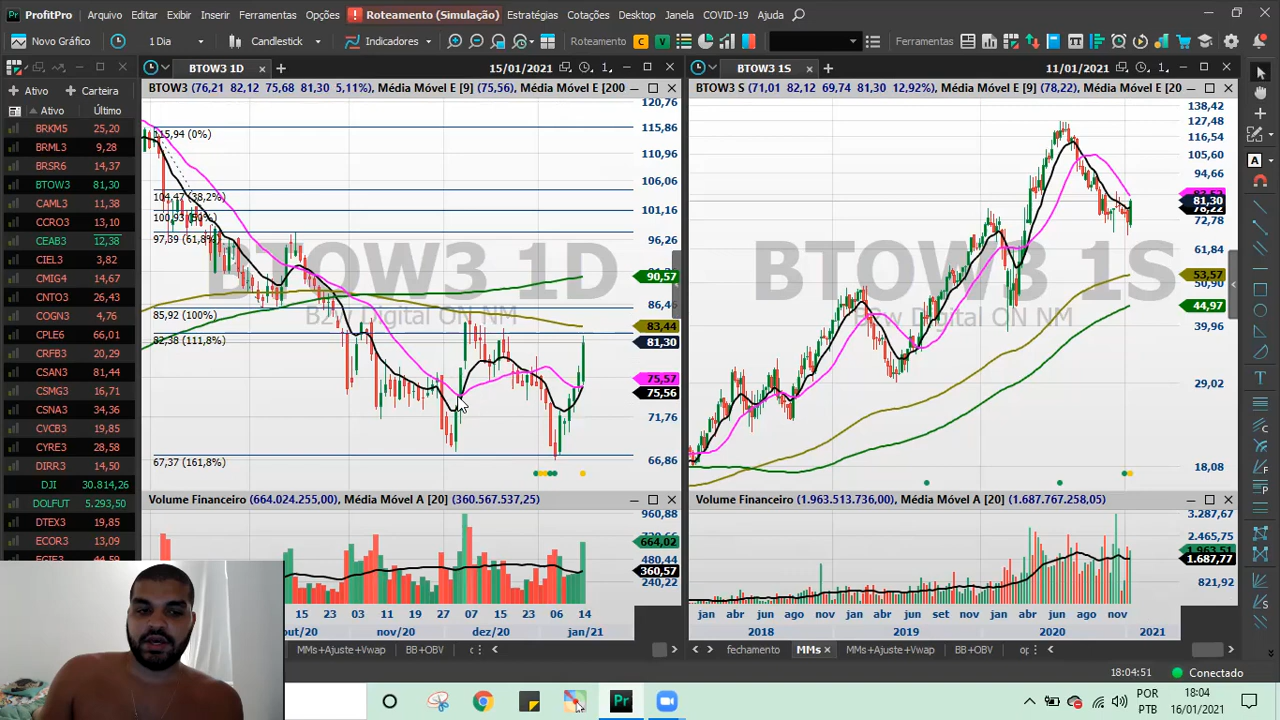 ProfitPro
Arquivo Editar Exibir Inserir Ferramentas Opções Roteamento (Simulação) Estratégias Cotações Desktop Janela COVID-19 Ajuda
Novo Gráfico 1 Dia Candlestick Indicadores Roteamento C V Ferramentas
BTOW3 1D 15/01/2021 1
BTOW3 1S 11/01/2021 1
BTOW3 (76,21 82,12 75,68 81,30 5,11%), Média Móvel E [9] (75,56), Média Móvel E [200
BTOW3 S (71,01 82,12 69,74 81,30 12,92%), Média Móvel E [9] (78,22), Média Móvel E [20
Ativo Carteira
Ativo Último
BRKM5 25,20
BRML3 9,28
BRSR6 14,37
BTOW3 81,30
CAML3 11,38
CCRO3 13,10
CEAB3 12,38
CIEL3 3,82
CMIG4 14,67
CNTO3 26,43
COGN3 4,76
CPLE6 66,01
CRFB3 20,29
CSAN3 81,44
CSMG3 16,71
CSNA3 34,36
CVCB3 19,85
CYRE3 28,58
DIRR3 14,50
DJI 30.814,26
DOLFUT 5.293,50
DTEX3 19,85
ECOR3 13,09
EGIE3 44,59
BTOW3 1D
B2W Digital ON NM
115,94 (0%)
104,47 (38,2%)
97,39 (61,8%)
85,92 (100%)
82,38 (111,8%)
67,37 (161,8%)
120,76
115,86
110,96
106,06
101,16
96,26
90,57
86,46
83,44
81,30
75,57
75,56
71,76
66,86
BTOW3 1S
B2w Digital ON NM
138,42
127,48
116,54
105,60
94,66
81,30
72,78
61,84
53,57
50,90
44,97
39,96
29,02
18,08
Volume Financeiro (664.024.255,00), Média Móvel A [20] (360.567.537,25)
960,88
664,02
480,44
360,57
240,22
Volume Financeiro (1.963.513.736,00), Média Móvel A [20] (1.687.767.258,05)
3.287,67
2.465,75
1.687,77
821,92
15 23 03 11 19 27 07 15 23 06 14
out/20 nov/20 dez/20 jan/21
jan abr jun ago nov jan abr jun set nov jan abr jun ago nov
2018 2019 2020 2021
MMs+Ajuste+Vwap BB+OBV
fechamento MMs MMs+Ajuste+Vwap BB+OBV
18:04:51 Conectado
Pr
POR
PTB
18:04
16/01/2021